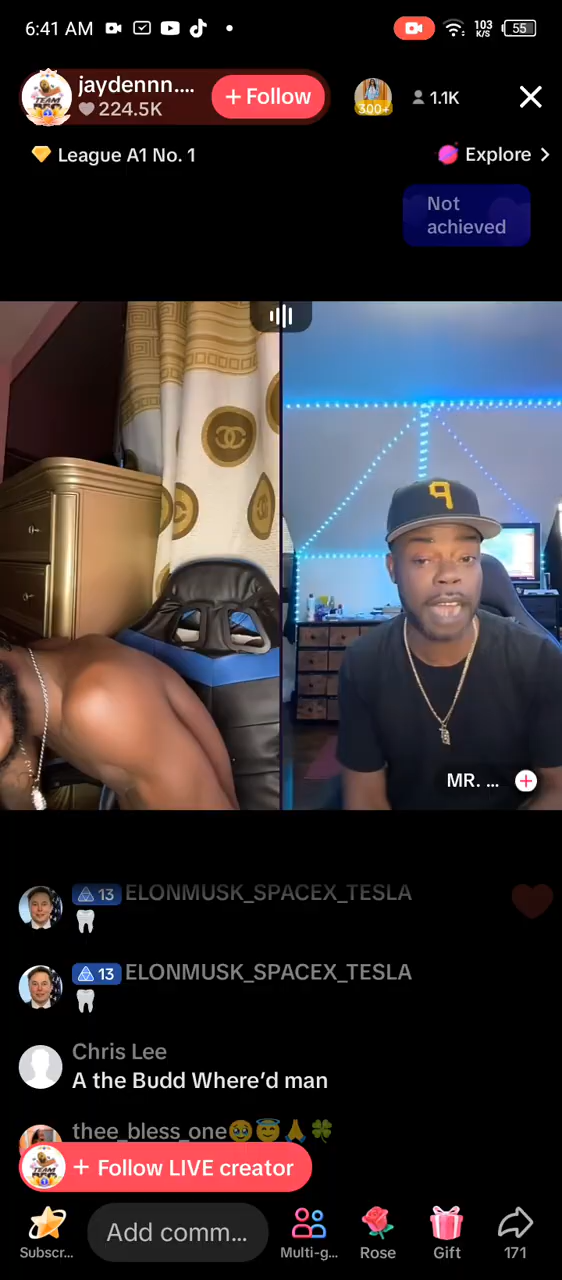 6:41 AM
103
K/S
55
jaydennn....
224.5K
+ Follow
300+
1.1K
League A1 No. 1
Explore
Not
achieved
P
MR. ...
13 ELONMUSK_SPACEX_TESLA
🦷
13 ELONMUSK_SPACEX_TESLA
🦷
Chris Lee
A the Budd Where’d man
thee_bless_one🥹😇🙏🍀
TEAM
+ Follow LIVE creator
Subscr...
Add comm...
Multi-g...
Rose
Gift
171